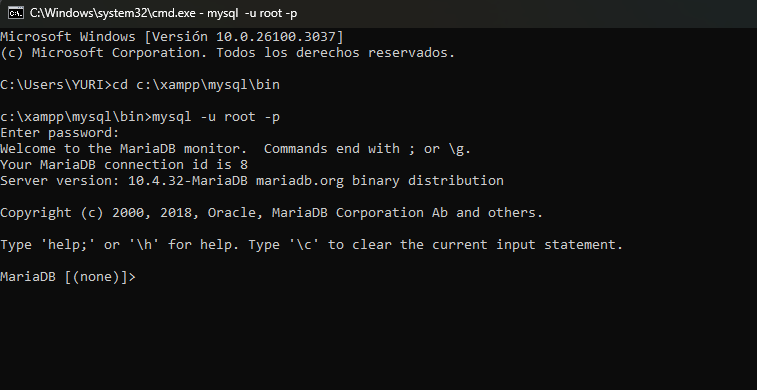 C:\Windows\system32\cmd.exe - mysql -u root -p
Microsoft Windows [Versión 10.0.26100.3037]
(c) Microsoft Corporation. Todos los derechos reservados.
C:\Users\YURI>cd c:\xampp\mysql\bin
c:\xampp\mysql\bin>mysql -u root -p
Enter password:
Welcome to the MariaDB monitor.  Commands end with ; or \g.
Your MariaDB connection id is 8
Server version: 10.4.32-MariaDB mariadb.org binary distribution
Copyright (c) 2000, 2018, Oracle, MariaDB Corporation Ab and others.
Type 'help;' or '\h' for help. Type '\c' to clear the current input statement.
MariaDB [(none)]>